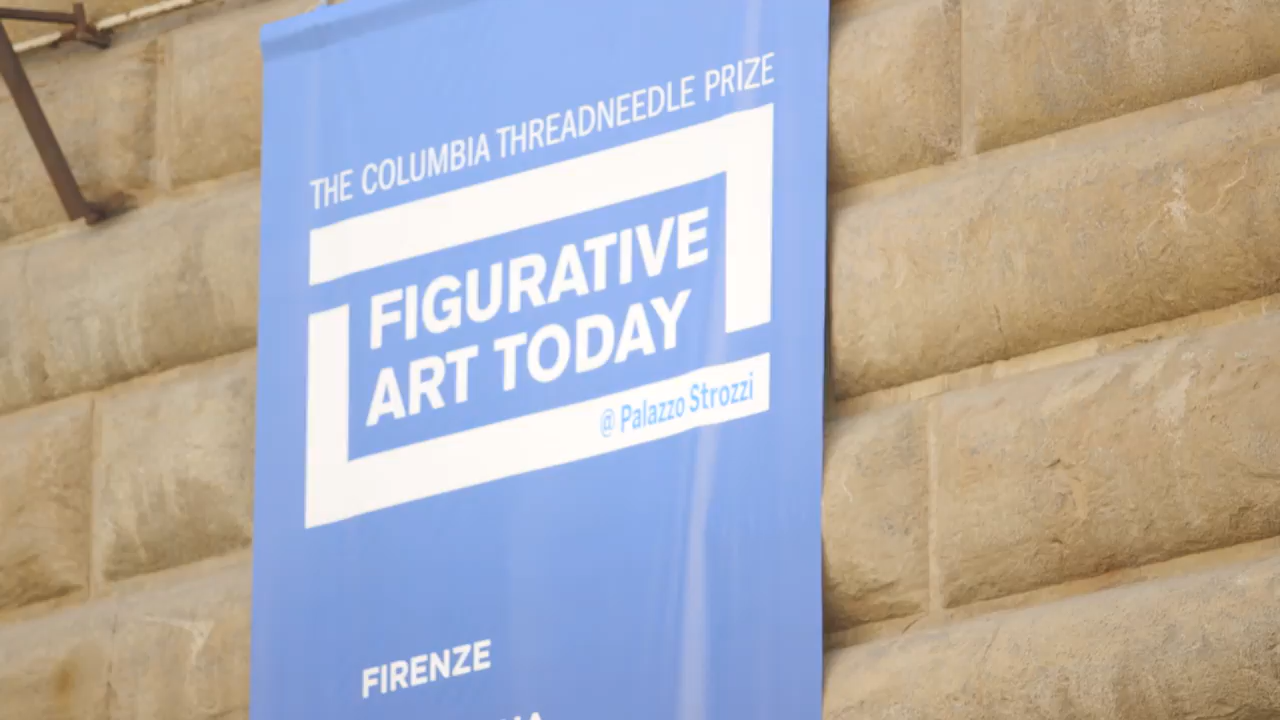 THE COLUMBIA THREADNEEDLE PRIZE
FIGURATIVE
ART TODAY
@ Palazzo Strozzi
FIRENZE